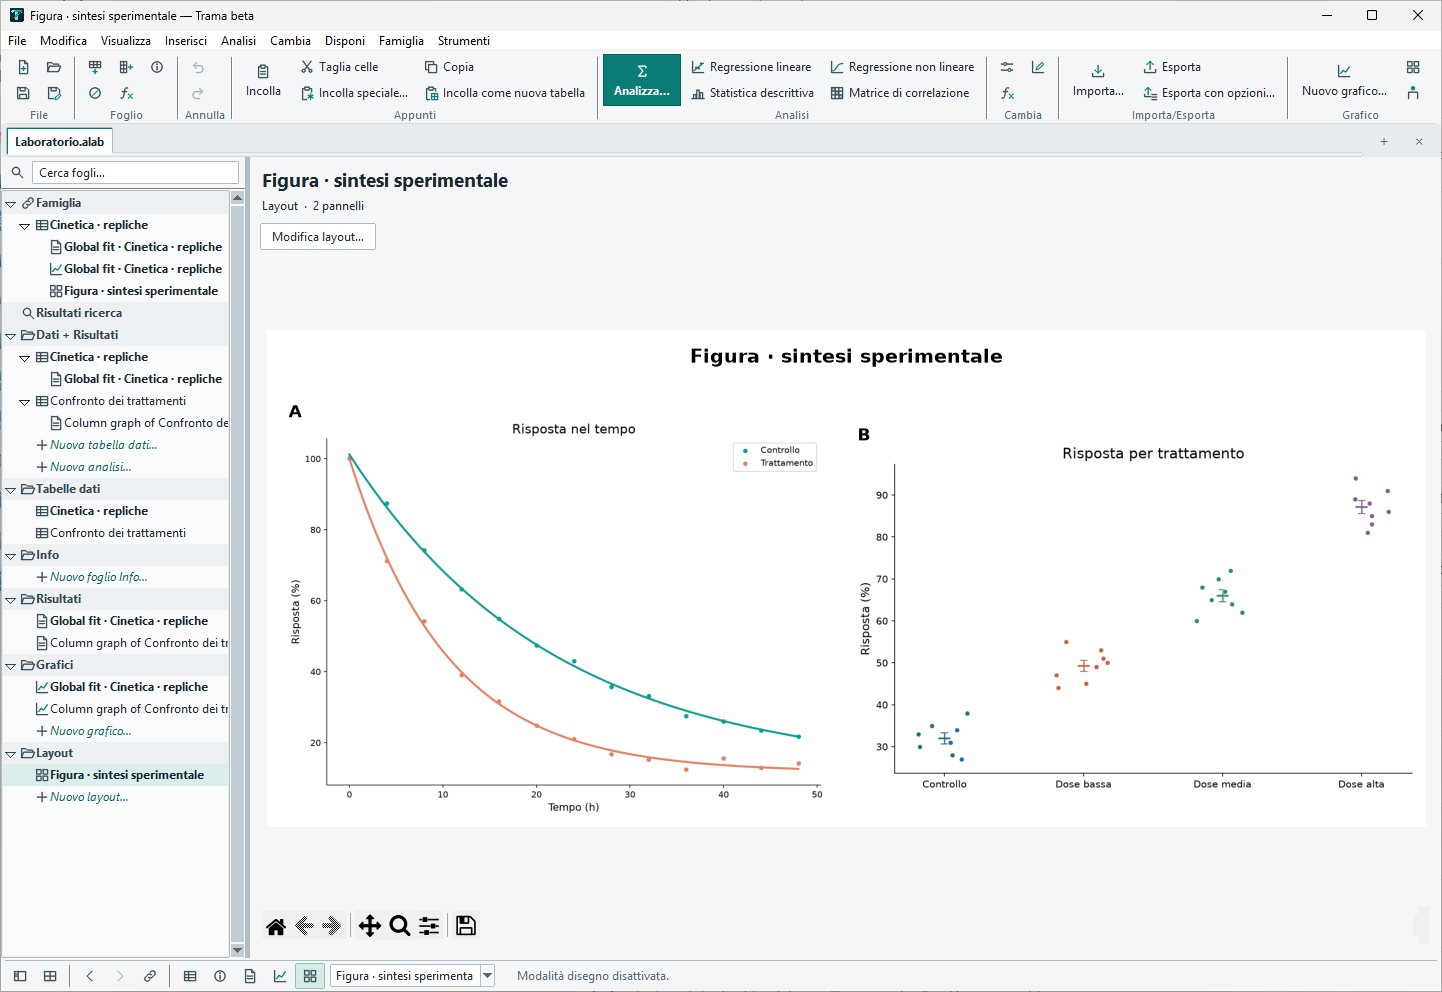 Figura · sintesi sperimentale — Trama beta
File Modifica Visualizza Inserisci Analisi Cambia Disponi Famiglia Strumenti
Incolla
Taglia celle
Copia
Incolla speciale...
Incolla come nuova tabella
Σ
Analizza...
Regressione lineare
Regressione non lineare
Statistica descrittiva
Matrice di correlazione
Importa...
Esporta
Esporta con opzioni...
Nuovo grafico...
File Foglio Annulla Appunti Analisi Cambia Importa/Esporta Grafico
Laboratorio.alab
Cerca fogli...
Famiglia
Cinetica · repliche
Global fit · Cinetica · repliche
Global fit · Cinetica · repliche
Figura · sintesi sperimentale
Risultati ricerca
Dati + Risultati
Cinetica · repliche
Global fit · Cinetica · repliche
Confronto dei trattamenti
Column graph of Confronto de
Nuova tabella dati...
Nuova analisi...
Tabelle dati
Cinetica · repliche
Confronto dei trattamenti
Info
Nuovo foglio Info...
Risultati
Global fit · Cinetica · repliche
Column graph of Confronto dei tr
Grafici
Global fit · Cinetica · repliche
Column graph of Confronto dei tr
Nuovo grafico...
Layout
Figura · sintesi sperimentale
Nuovo layout...
Figura · sintesi sperimentale
Layout · 2 pannelli
Modifica layout...
Figura · sintesi sperimentale
A
Risposta nel tempo
Controllo
Trattamento
Risposta (%)
100
80
60
40
20
0 10 20 30 40 50
Tempo (h)
B
Risposta per trattamento
Risposta (%)
90
80
70
60
50
40
30
Controllo Dose bassa Dose media Dose alta
Figura · sintesi sperimenta
Modalità disegno disattivata.